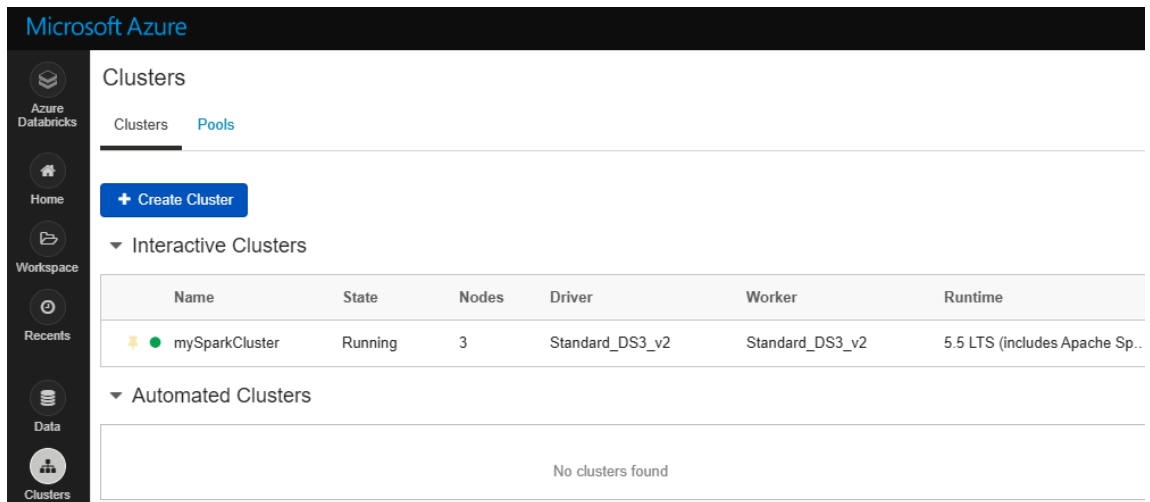 Microsoft Azure
Azure
Databricks
Home
Workspace
Recents
Data
Clusters
Clusters
Clusters Pools
+ Create Cluster
Interactive Clusters
Name State Nodes Driver Worker Runtime
mySparkCluster Running 3 Standard_DS3_v2 Standard_DS3_v2 5.5 LTS (includes Apache Sp..
Automated Clusters
No clusters found